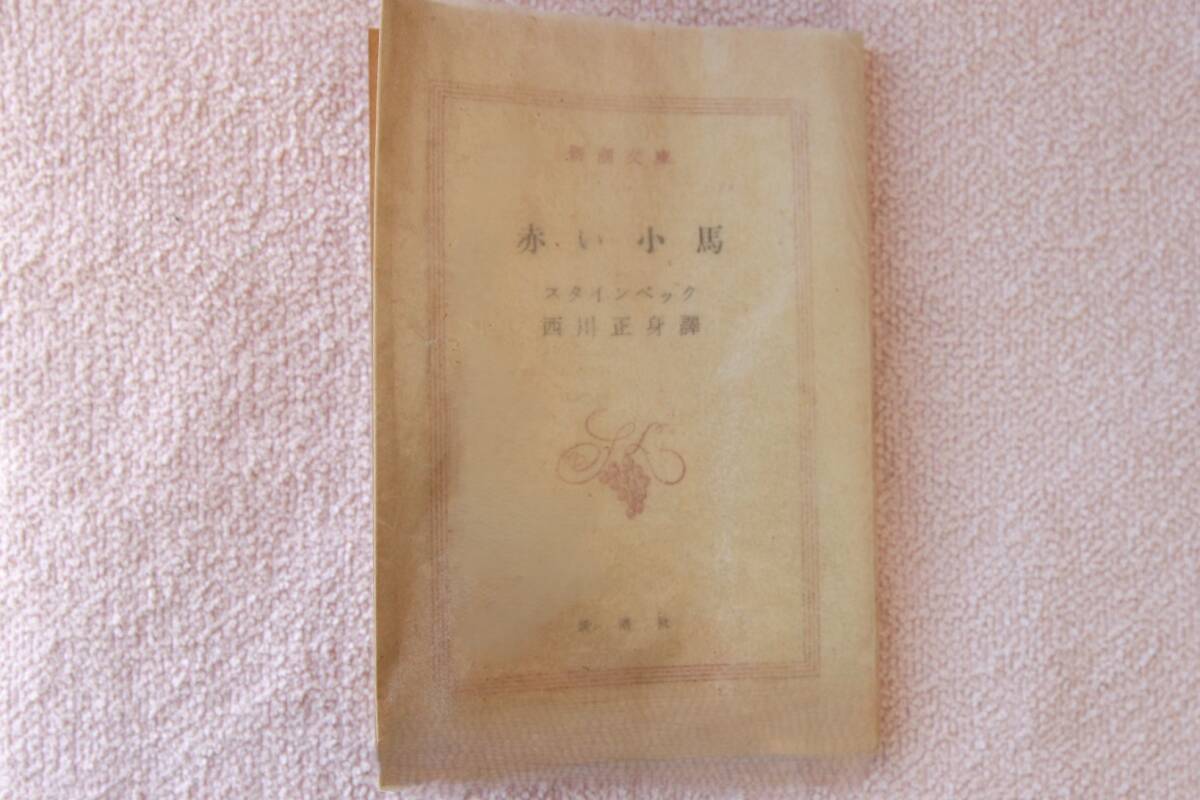 新潮文庫
赤い小馬
スタインベック
西川正身譯
新潮社